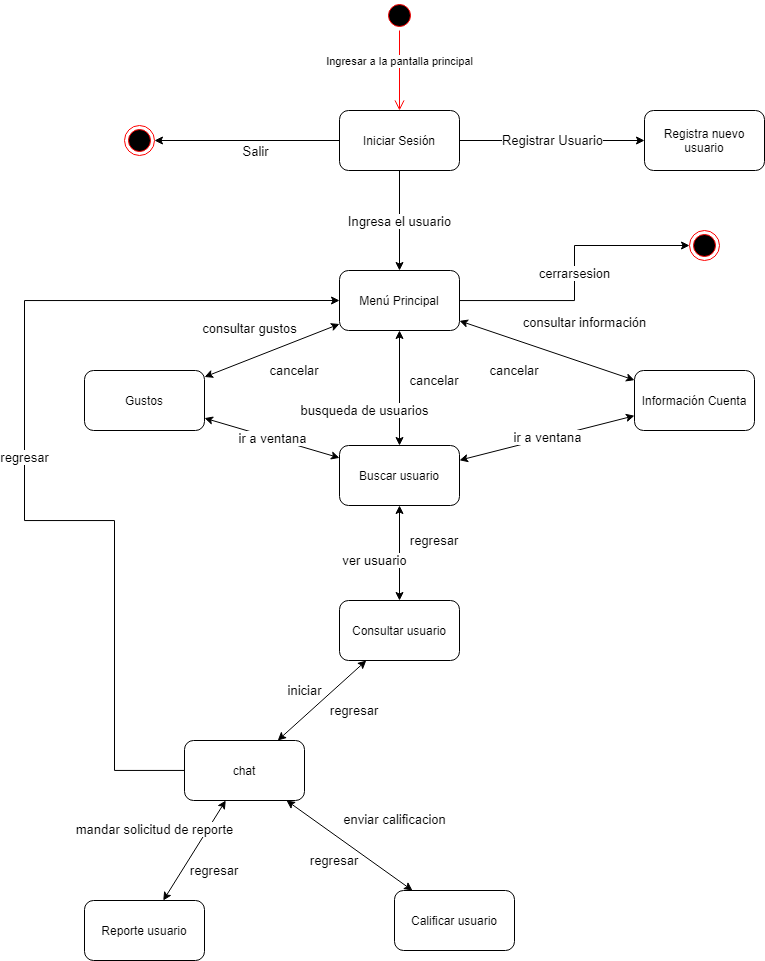 Ingresar a la pantalla principal
Iniciar Sesión
Registrar Usuario
Registra nuevo
usuario
Salir
Ingresa el usuario
cerrarsesion
Menú Principal
consultar gustos
consultar información
cancelar
cancelar
cancelar
Gustos
busqueda de usuarios
Información Cuenta
ir a ventana
ir a ventana
regresar
Buscar usuario
regresar
ver usuario
Consultar usuario
iniciar
regresar
chat
enviar calificacion
mandar solicitud de reporte
regresar
regresar
Reporte usuario
Calificar usuario